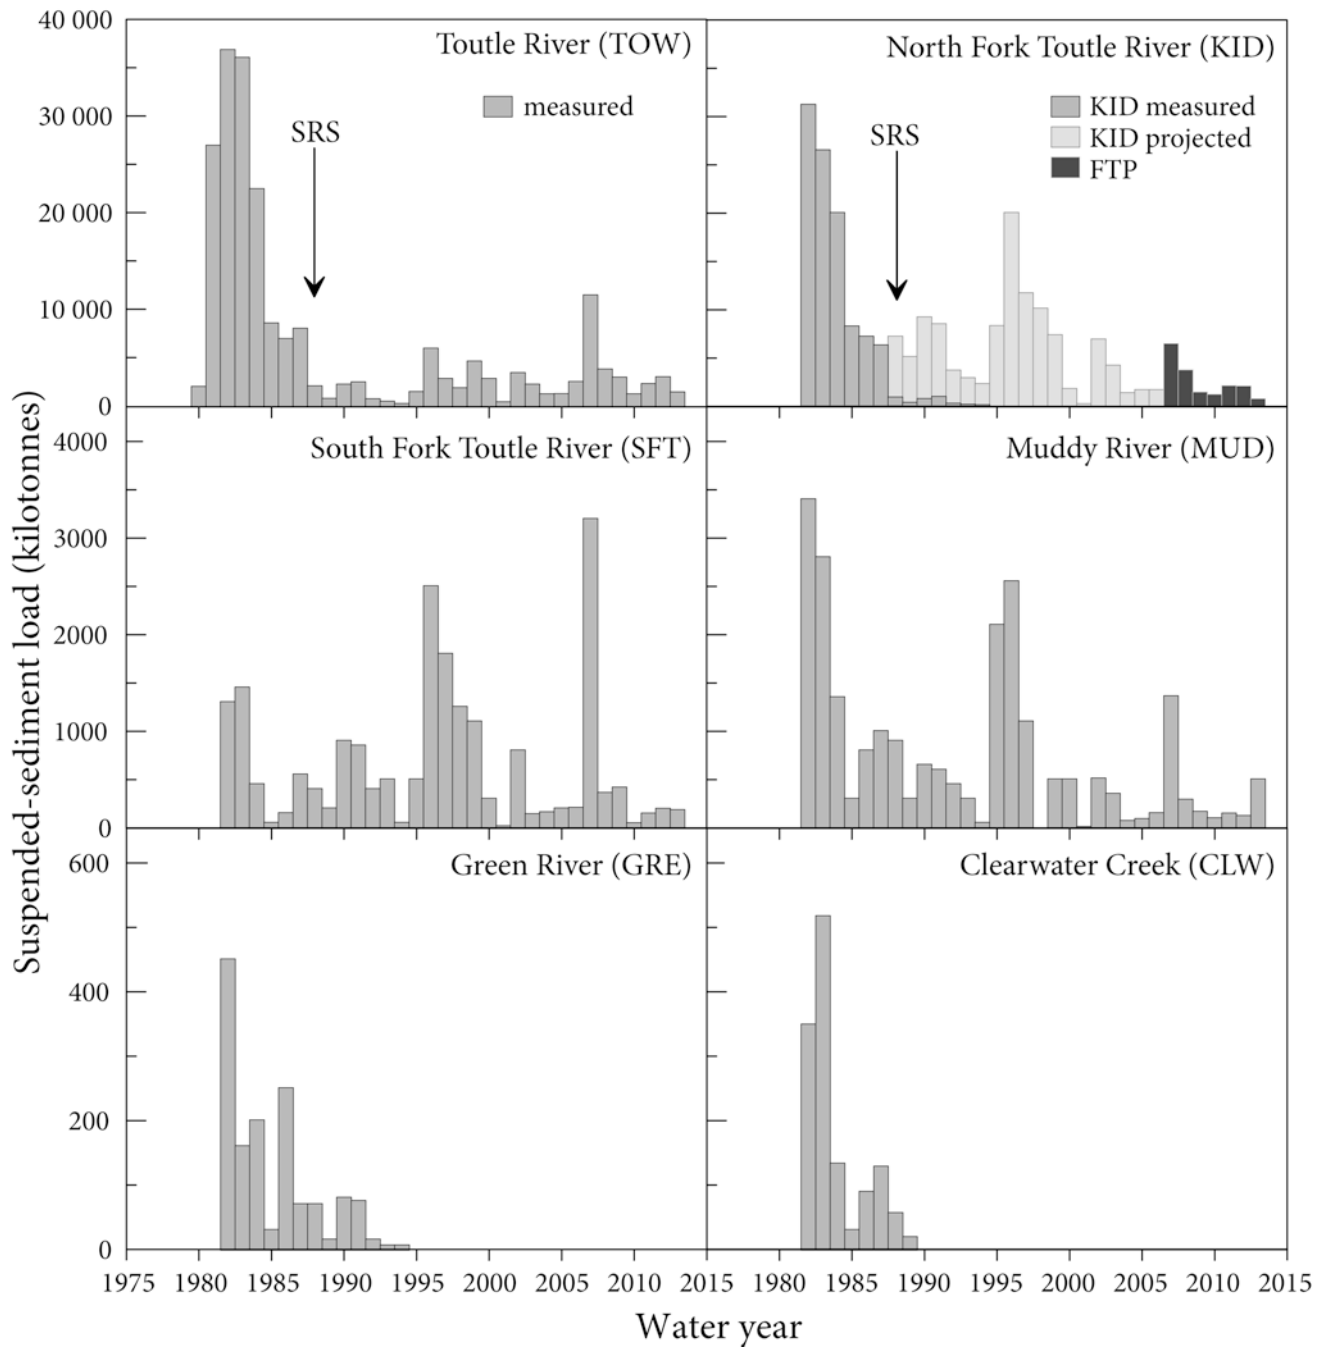 Suspended-sediment load (kilotonnes)
40 000
30 000
20 000
10 000
0
Toutle River (TOW)
measured
SRS
North Fork Toutle River (KID)
KID measured
KID projected
FTP
SRS
4000
3000
2000
1000
0
South Fork Toutle River (SFT)
Muddy River (MUD)
600
400
200
0
Green River (GRE)
Clearwater Creek (CLW)
1975 1980 1985 1990 1995 2000 2005 2010 2015 1980 1985 1990 1995 2000 2005 2010 2015
Water year